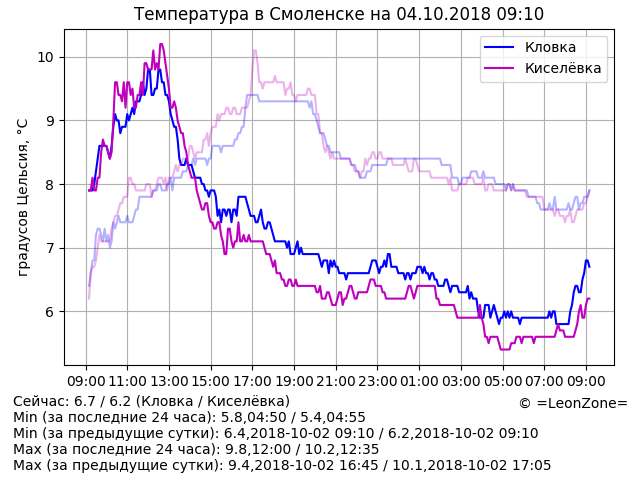 Температура в Смоленске на 04.10.2018 09:10
градусов Цельсия, °C
10
9
8
7
6
Кловка
Киселёвка
09:00 11:00 13:00 15:00 17:00 19:00 21:00 23:00 01:00 03:00 05:00 07:00 09:00
Сейчас: 6.7 / 6.2 (Кловка / Киселёвка)
© =LeonZone=
Min (за последние 24 часа): 5.8,04:50 / 5.4,04:55
Min (за предыдущие сутки): 6.4,2018-10-02 09:10 / 6.2,2018-10-02 09:10
Max (за последние 24 часа): 9.8,12:00 / 10.2,12:35
Max (за предыдущие сутки): 9.4,2018-10-02 16:45 / 10.1,2018-10-02 17:05